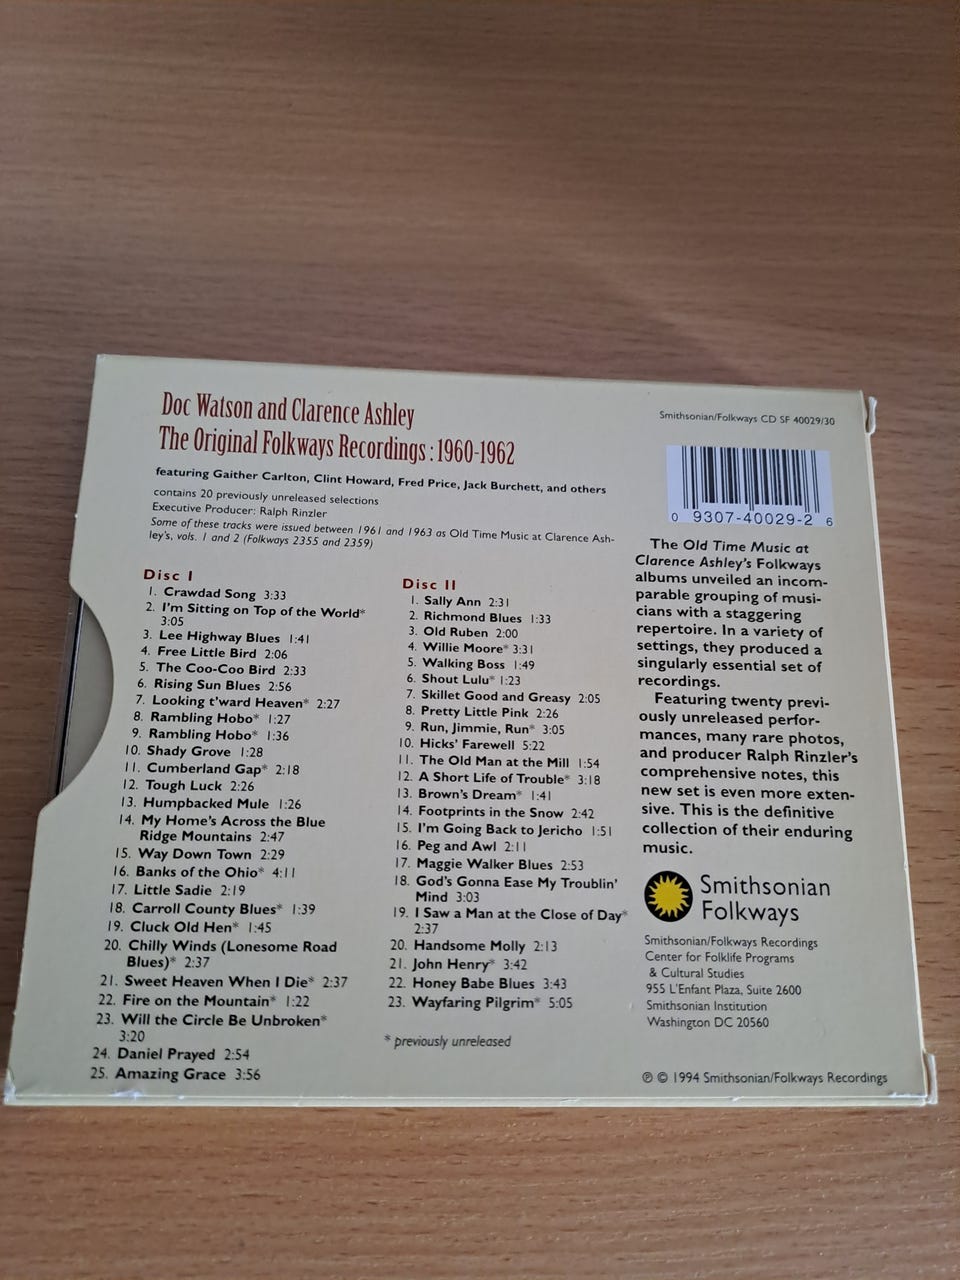 Doc Watson and Clarence Ashley
The Original Folkways Recordings : 1960-1962
featuring Gaither Carlton, Clint Howard, Fred Price, Jack Burchett, and others
contains 20 previously unreleased selections
Executive Producer: Ralph Rinzler
Some of these tracks were issued between 1961 and 1963 as Old Time Music at Clarence Ash-
ley's, vols. 1 and 2 (Folkways 2355 and 2359)
Disc I
1. Crawdad Song 3:33
2. I'm Sitting on Top of the World*
3:05
3. Lee Highway Blues 1:41
4. Free Little Bird 2:06
5. The Coo-Coo Bird 2:33
6. Rising Sun Blues 2:56
7. Looking t'ward Heaven* 2:27
8. Rambling Hobo* 1:27
9. Rambling Hobo* 1:36
10. Shady Grove 1:28
11. Cumberland Gap* 2:18
12. Tough Luck 2:26
13. Humpbacked Mule 1:26
14. My Home's Across the Blue
Ridge Mountains 2:47
15. Way Down Town 2:29
16. Banks of the Ohio* 4:11
17. Little Sadie 2:19
18. Carroll County Blues* 1:39
19. Cluck Old Hen* 1:45
20. Chilly Winds (Lonesome Road
Blues)* 2:37
21. Sweet Heaven When I Die* 2:37
22. Fire on the Mountain* 1:22
23. Will the Circle Be Unbroken*
3:20
24. Daniel Prayed 2:54
25. Amazing Grace 3:56
Disc II
1. Sally Ann 2:31
2. Richmond Blues 1:33
3. Old Ruben 2:00
4. Willie Moore* 3:31
5. Walking Boss 1:49
6. Shout Lulu* 1:23
7. Skillet Good and Greasy 2:05
8. Pretty Little Pink 2:26
9. Run, Jimmie, Run* 3:05
10. Hicks' Farewell 5:22
11. The Old Man at the Mill 1:54
12. A Short Life of Trouble* 3:18
13. Brown's Dream* 1:41
14. Footprints in the Snow 2:42
15. I'm Going Back to Jericho 1:51
16. Peg and Awl 2:11
17. Maggie Walker Blues 2:53
18. God's Gonna Ease My Troublin'
Mind 3:03
19. I Saw a Man at the Close of Day*
2:37
20. Handsome Molly 2:13
21. John Henry* 3:42
22. Honey Babe Blues 3:43
23. Wayfaring Pilgrim* 5:05
* previously unreleased
Smithsonian/Folkways CD SF 40029/30
0 9307-40029-2 6
The Old Time Music at
Clarence Ashley's Folkways
albums unveiled an incom-
parable grouping of musi-
cians with a staggering
repertoire. In a variety of
settings, they produced a
singularly essential set of
recordings.
Featuring twenty previ-
ously unreleased perfor-
mances, many rare photos,
and producer Ralph Rinzler's
comprehensive notes, this
new set is even more exten-
sive. This is the definitive
collection of their enduring
music.
Smithsonian
Folkways
Smithsonian/Folkways Recordings
Center for Folklife Programs
& Cultural Studies
955 L'Enfant Plaza, Suite 2600
Smithsonian Institution
Washington DC 20560
℗ © 1994 Smithsonian/Folkways Recordings